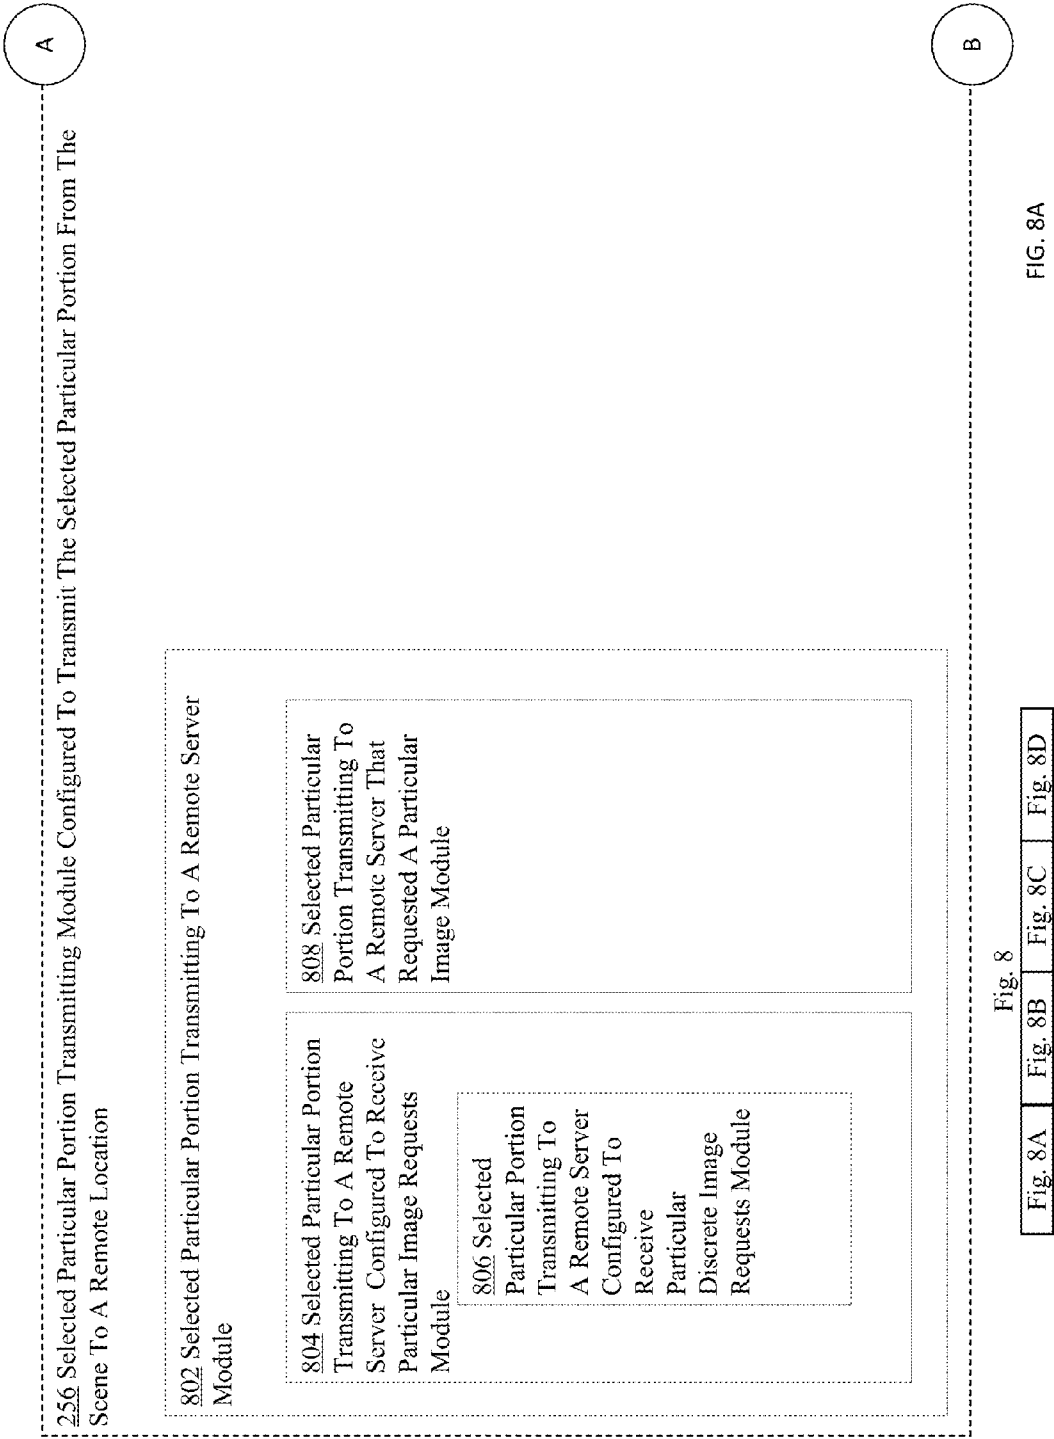 256 Selected Particular Portion Transmitting Module Configured To Transmit The Selected Particular Portion From The
Scene To A Remote Location
A
802 Selected Particular Portion Transmitting To A Remote Server
Module
804 Selected Particular Portion
Transmitting To A Remote
Server Configured To Receive
Particular Image Requests
Module
806 Selected
Particular Portion
Transmitting To
A Remote Server
Configured To
Receive
Particular
Discrete Image
Requests Module
808 Selected Particular
Portion Transmitting To
A Remote Server That
Requested A Particular
Image Module
B
Fig. 8
Fig. 8A Fig. 8B Fig. 8C Fig. 8D
FIG. 8A